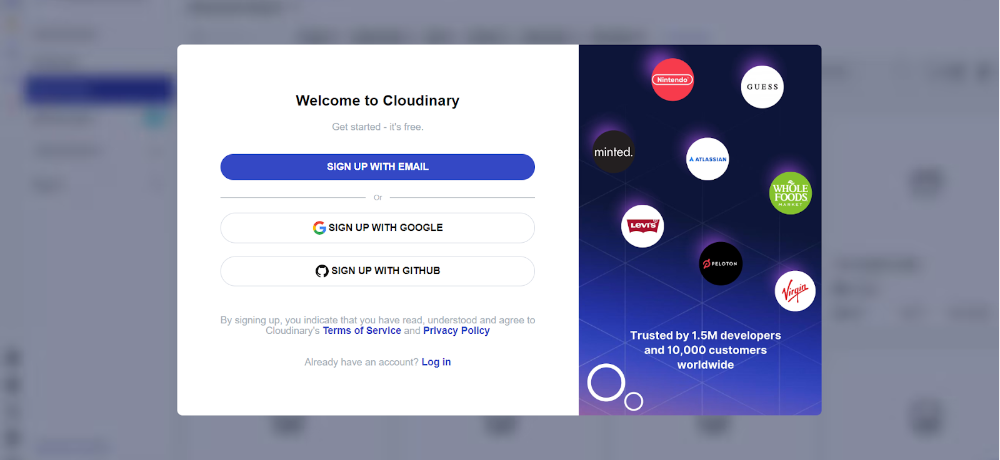 Welcome to Cloudinary
Get started - it's free.
SIGN UP WITH EMAIL
Or
SIGN UP WITH GOOGLE
SIGN UP WITH GITHUB
By signing up, you indicate that you have read, understood and agree to
Cloudinary's Terms of Service and Privacy Policy
Already have an account? Log in
Nintendo
GUESS
minted.
ATLASSIAN
WHOLE
FOODS
MARKET
LEVI'S
PELOTON
Virgin
Trusted by 1.5M developers
and 10,000 customers
worldwide